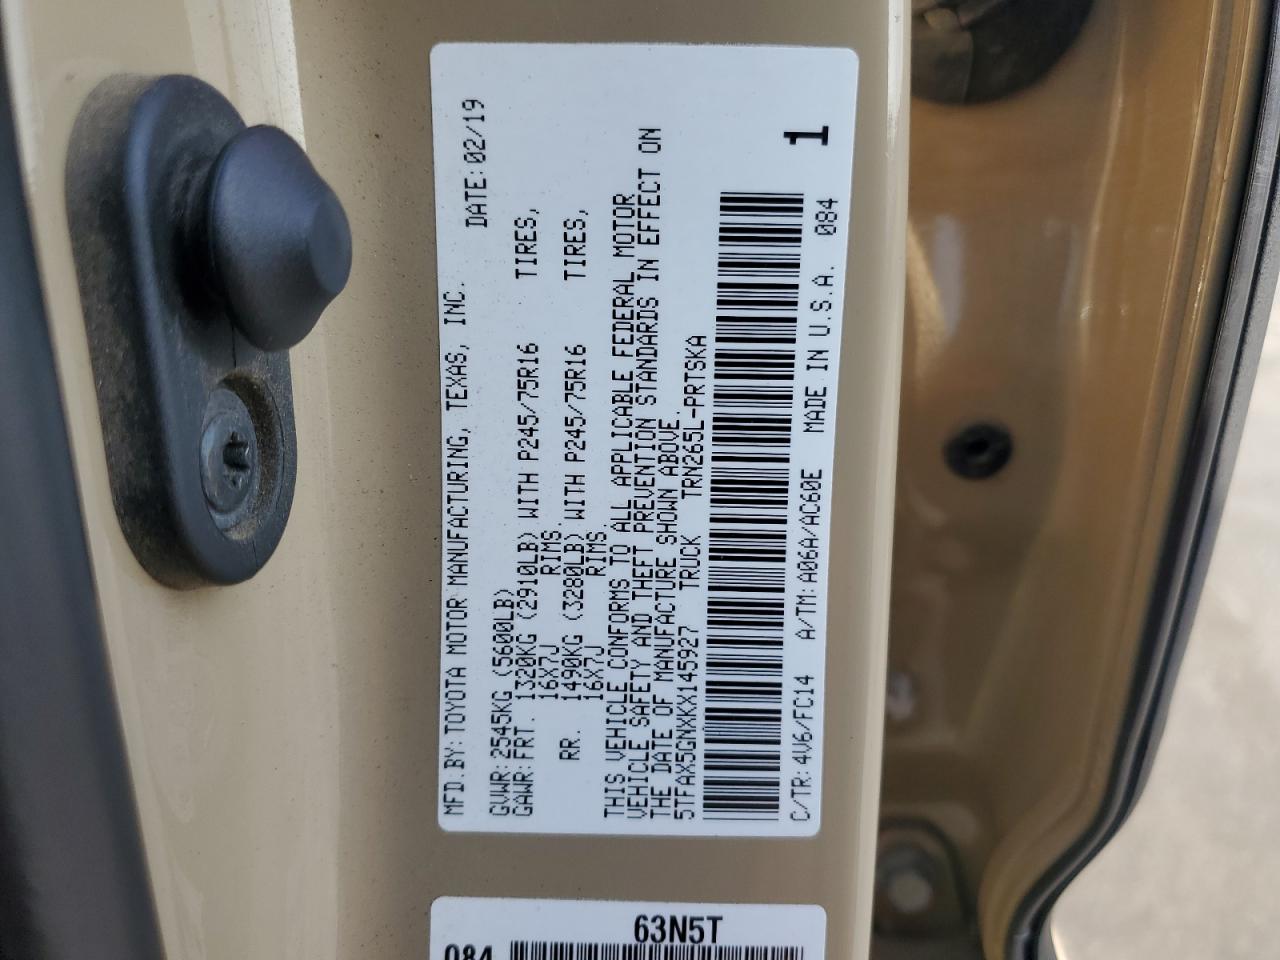 MFD.BY:TOYOTA MOTOR MANUFACTURING, TEXAS, INC.
DATE:02/19
GVWR:2545KG (5600LB)
GAWR:FRT. 1320KG (2910LB) WITH P245/75R16 TIRES,
16X7J RIMS.
RR. 1490KG (3280LB) WITH P245/75R16 TIRES,
16X7J RIMS.
THIS VEHICLE CONFORMS TO ALL APPLICABLE FEDERAL MOTOR
VEHICLE SAFETY AND THEFT PREVENTION STANDARDS IN EFFECT ON
THE DATE OF MANUFACTURE SHOWN ABOVE.
5TFAX5GNXKX145927 TRUCK TRN265L-PRTSKA
1
C/TR:4V6/FC14 A/TM:A06A/AC60E MADE IN U.S.A. 084
63N5T
084